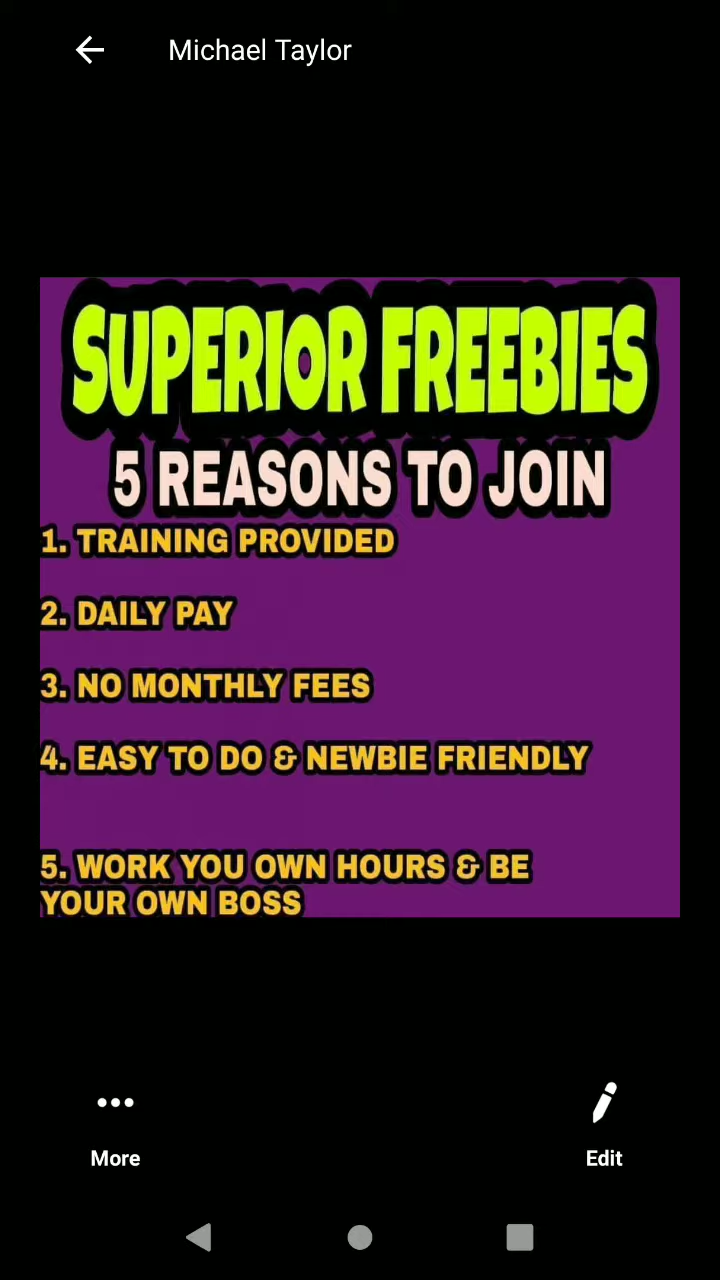 Michael Taylor
SUPERIOR FREEBIES
5 REASONS TO JOIN
1. TRAINING PROVIDED
2. DAILY PAY
3. NO MONTHLY FEES
4. EASY TO DO & NEWBIE FRIENDLY
5. WORK YOU OWN HOURS & BE
YOUR OWN BOSS
More
Edit